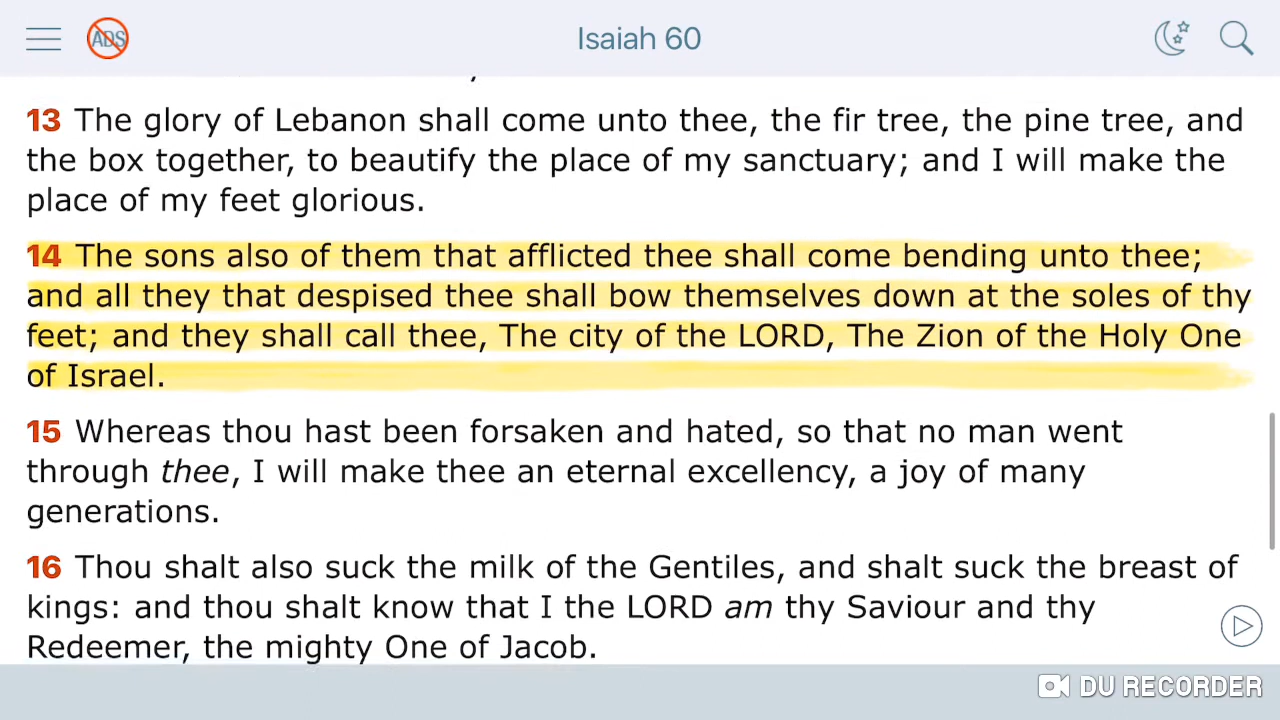 ADS
Isaiah 60
13 The glory of Lebanon shall come unto thee, the fir tree, the pine tree, and
the box together, to beautify the place of my sanctuary; and I will make the
place of my feet glorious.
14 The sons also of them that afflicted thee shall come bending unto thee;
and all they that despised thee shall bow themselves down at the soles of thy
feet; and they shall call thee, The city of the LORD, The Zion of the Holy One
of Israel.
15 Whereas thou hast been forsaken and hated, so that no man went
through thee, I will make thee an eternal excellency, a joy of many
generations.
16 Thou shalt also suck the milk of the Gentiles, and shalt suck the breast of
kings: and thou shalt know that I the LORD am thy Saviour and thy
Redeemer, the mighty One of Jacob.
DU RECORDER